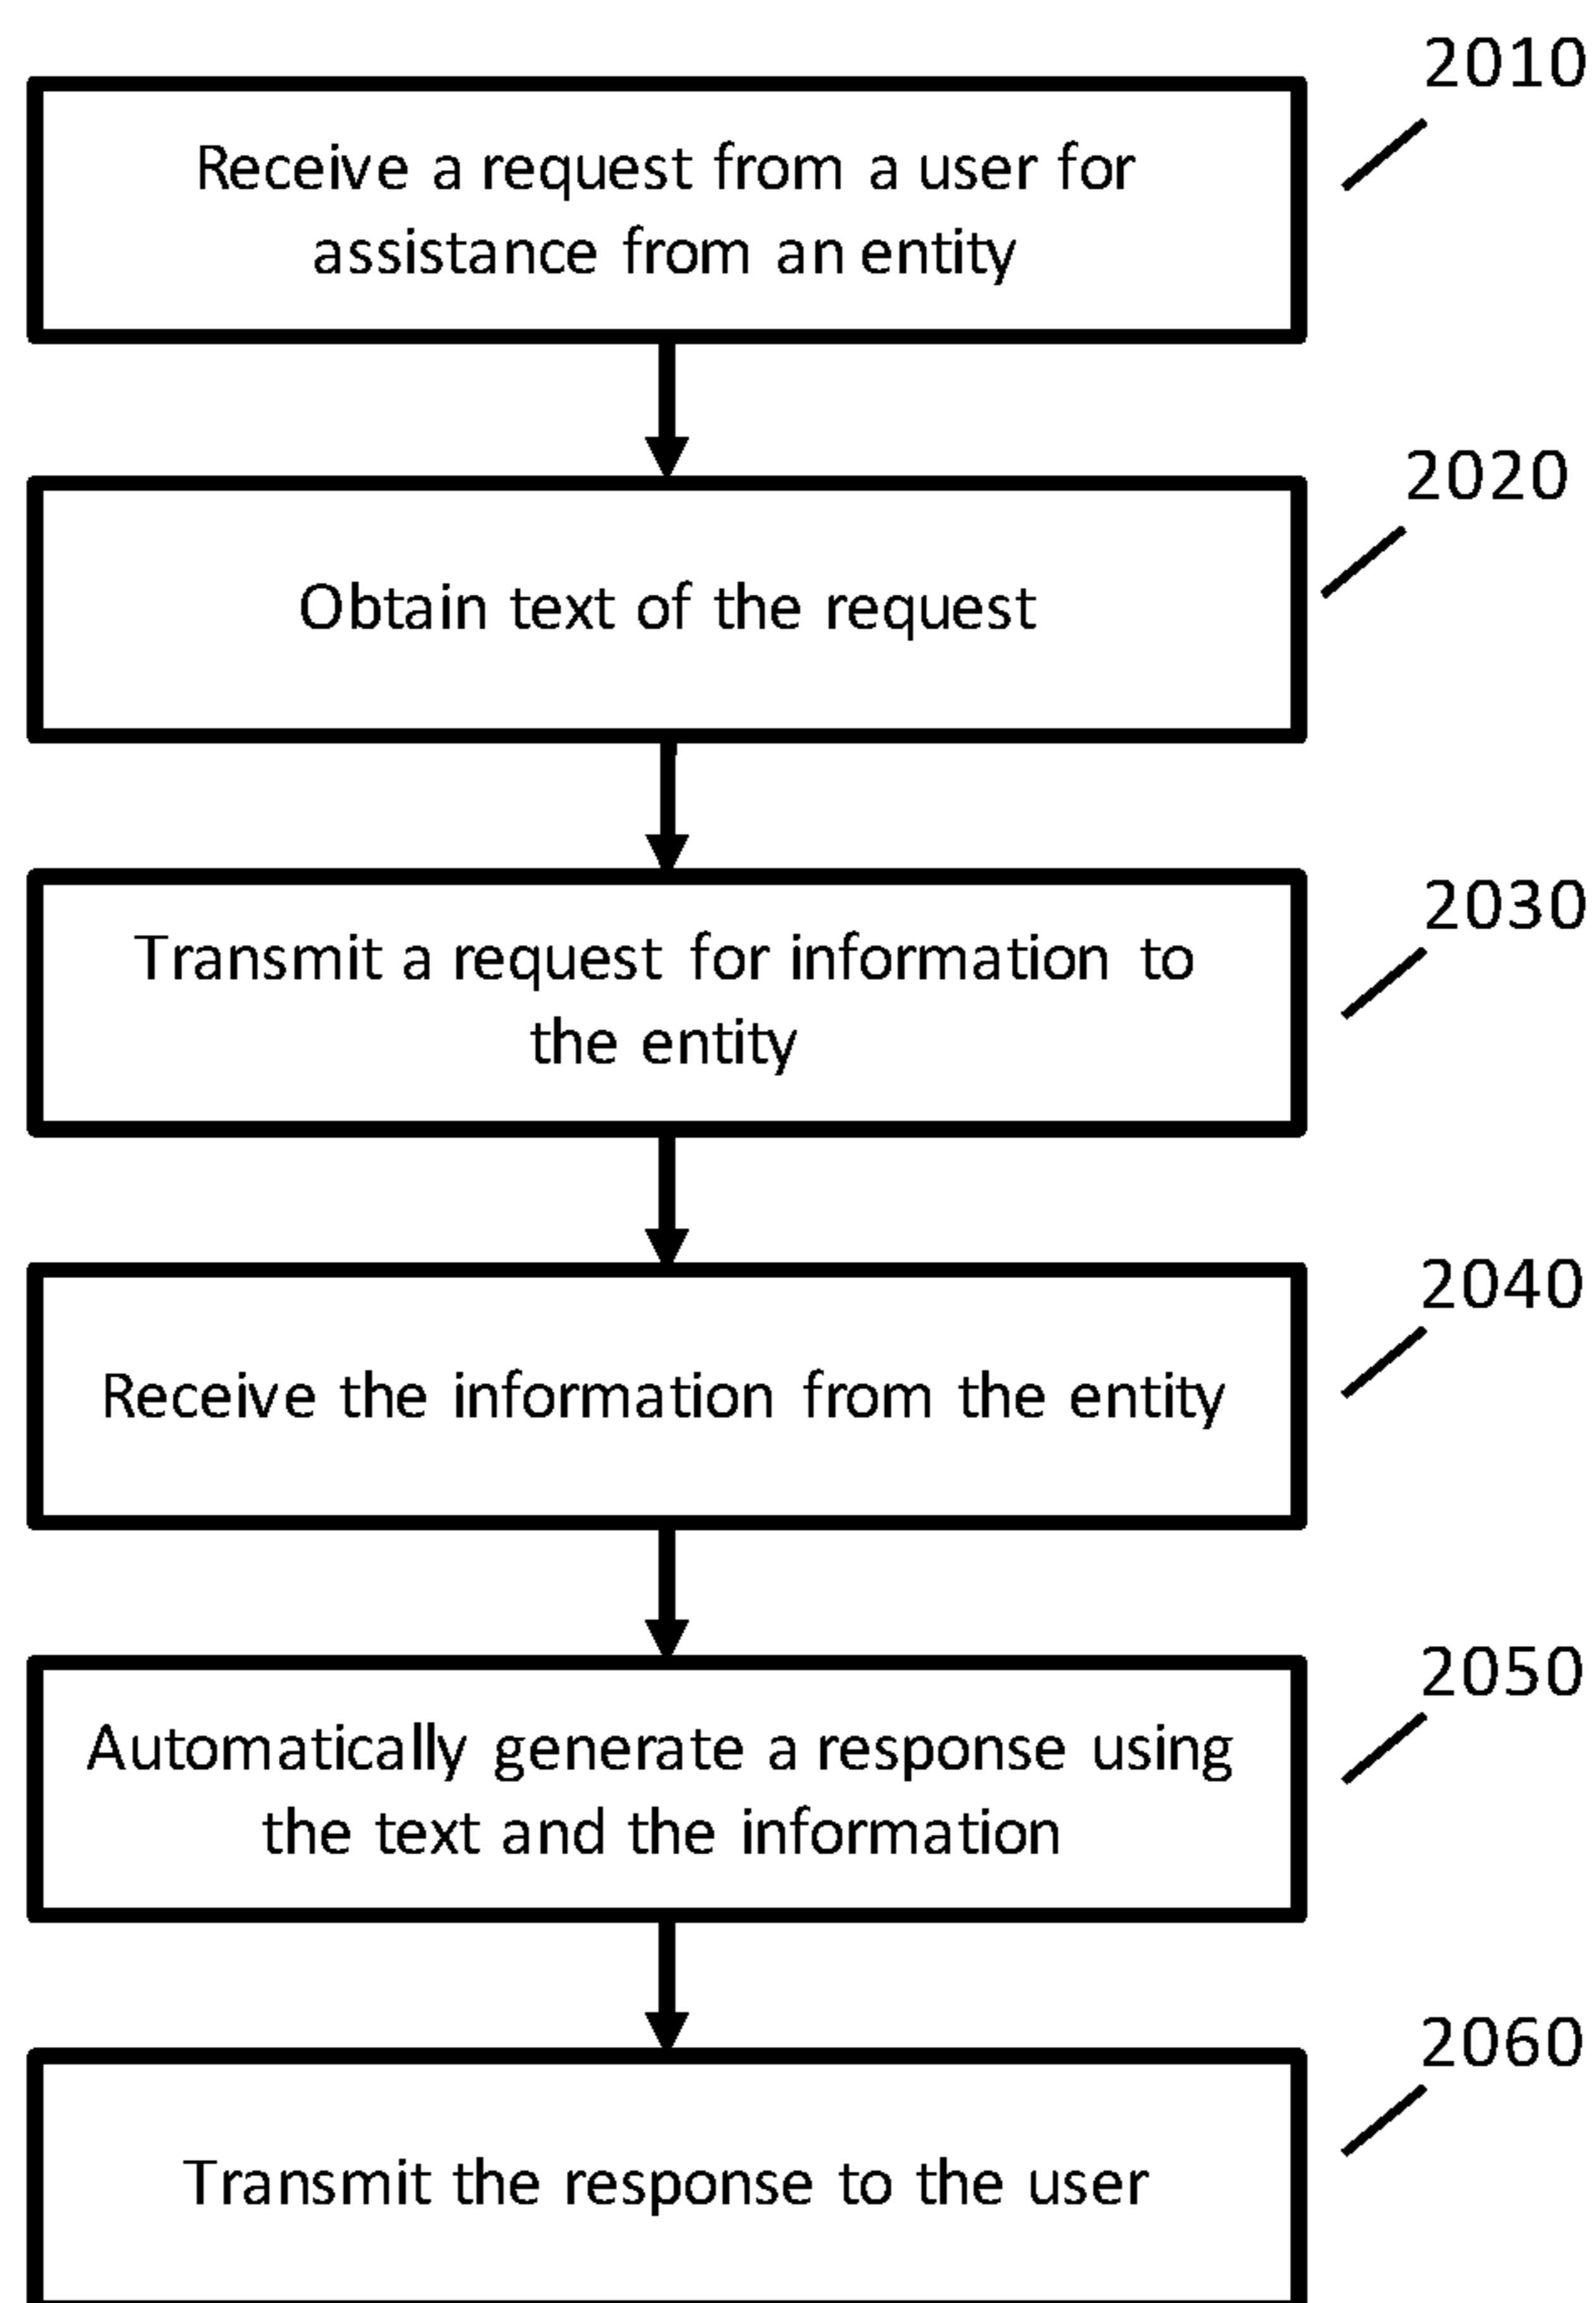 2010
Receive a request from a user for
assistance from an entity
2020
Obtain text of the request
2030
Transmit a request for information to
the entity
2040
Receive the information from the entity
2050
Automatically generate a response using
the text and the information
2060
Transmit the response to the user